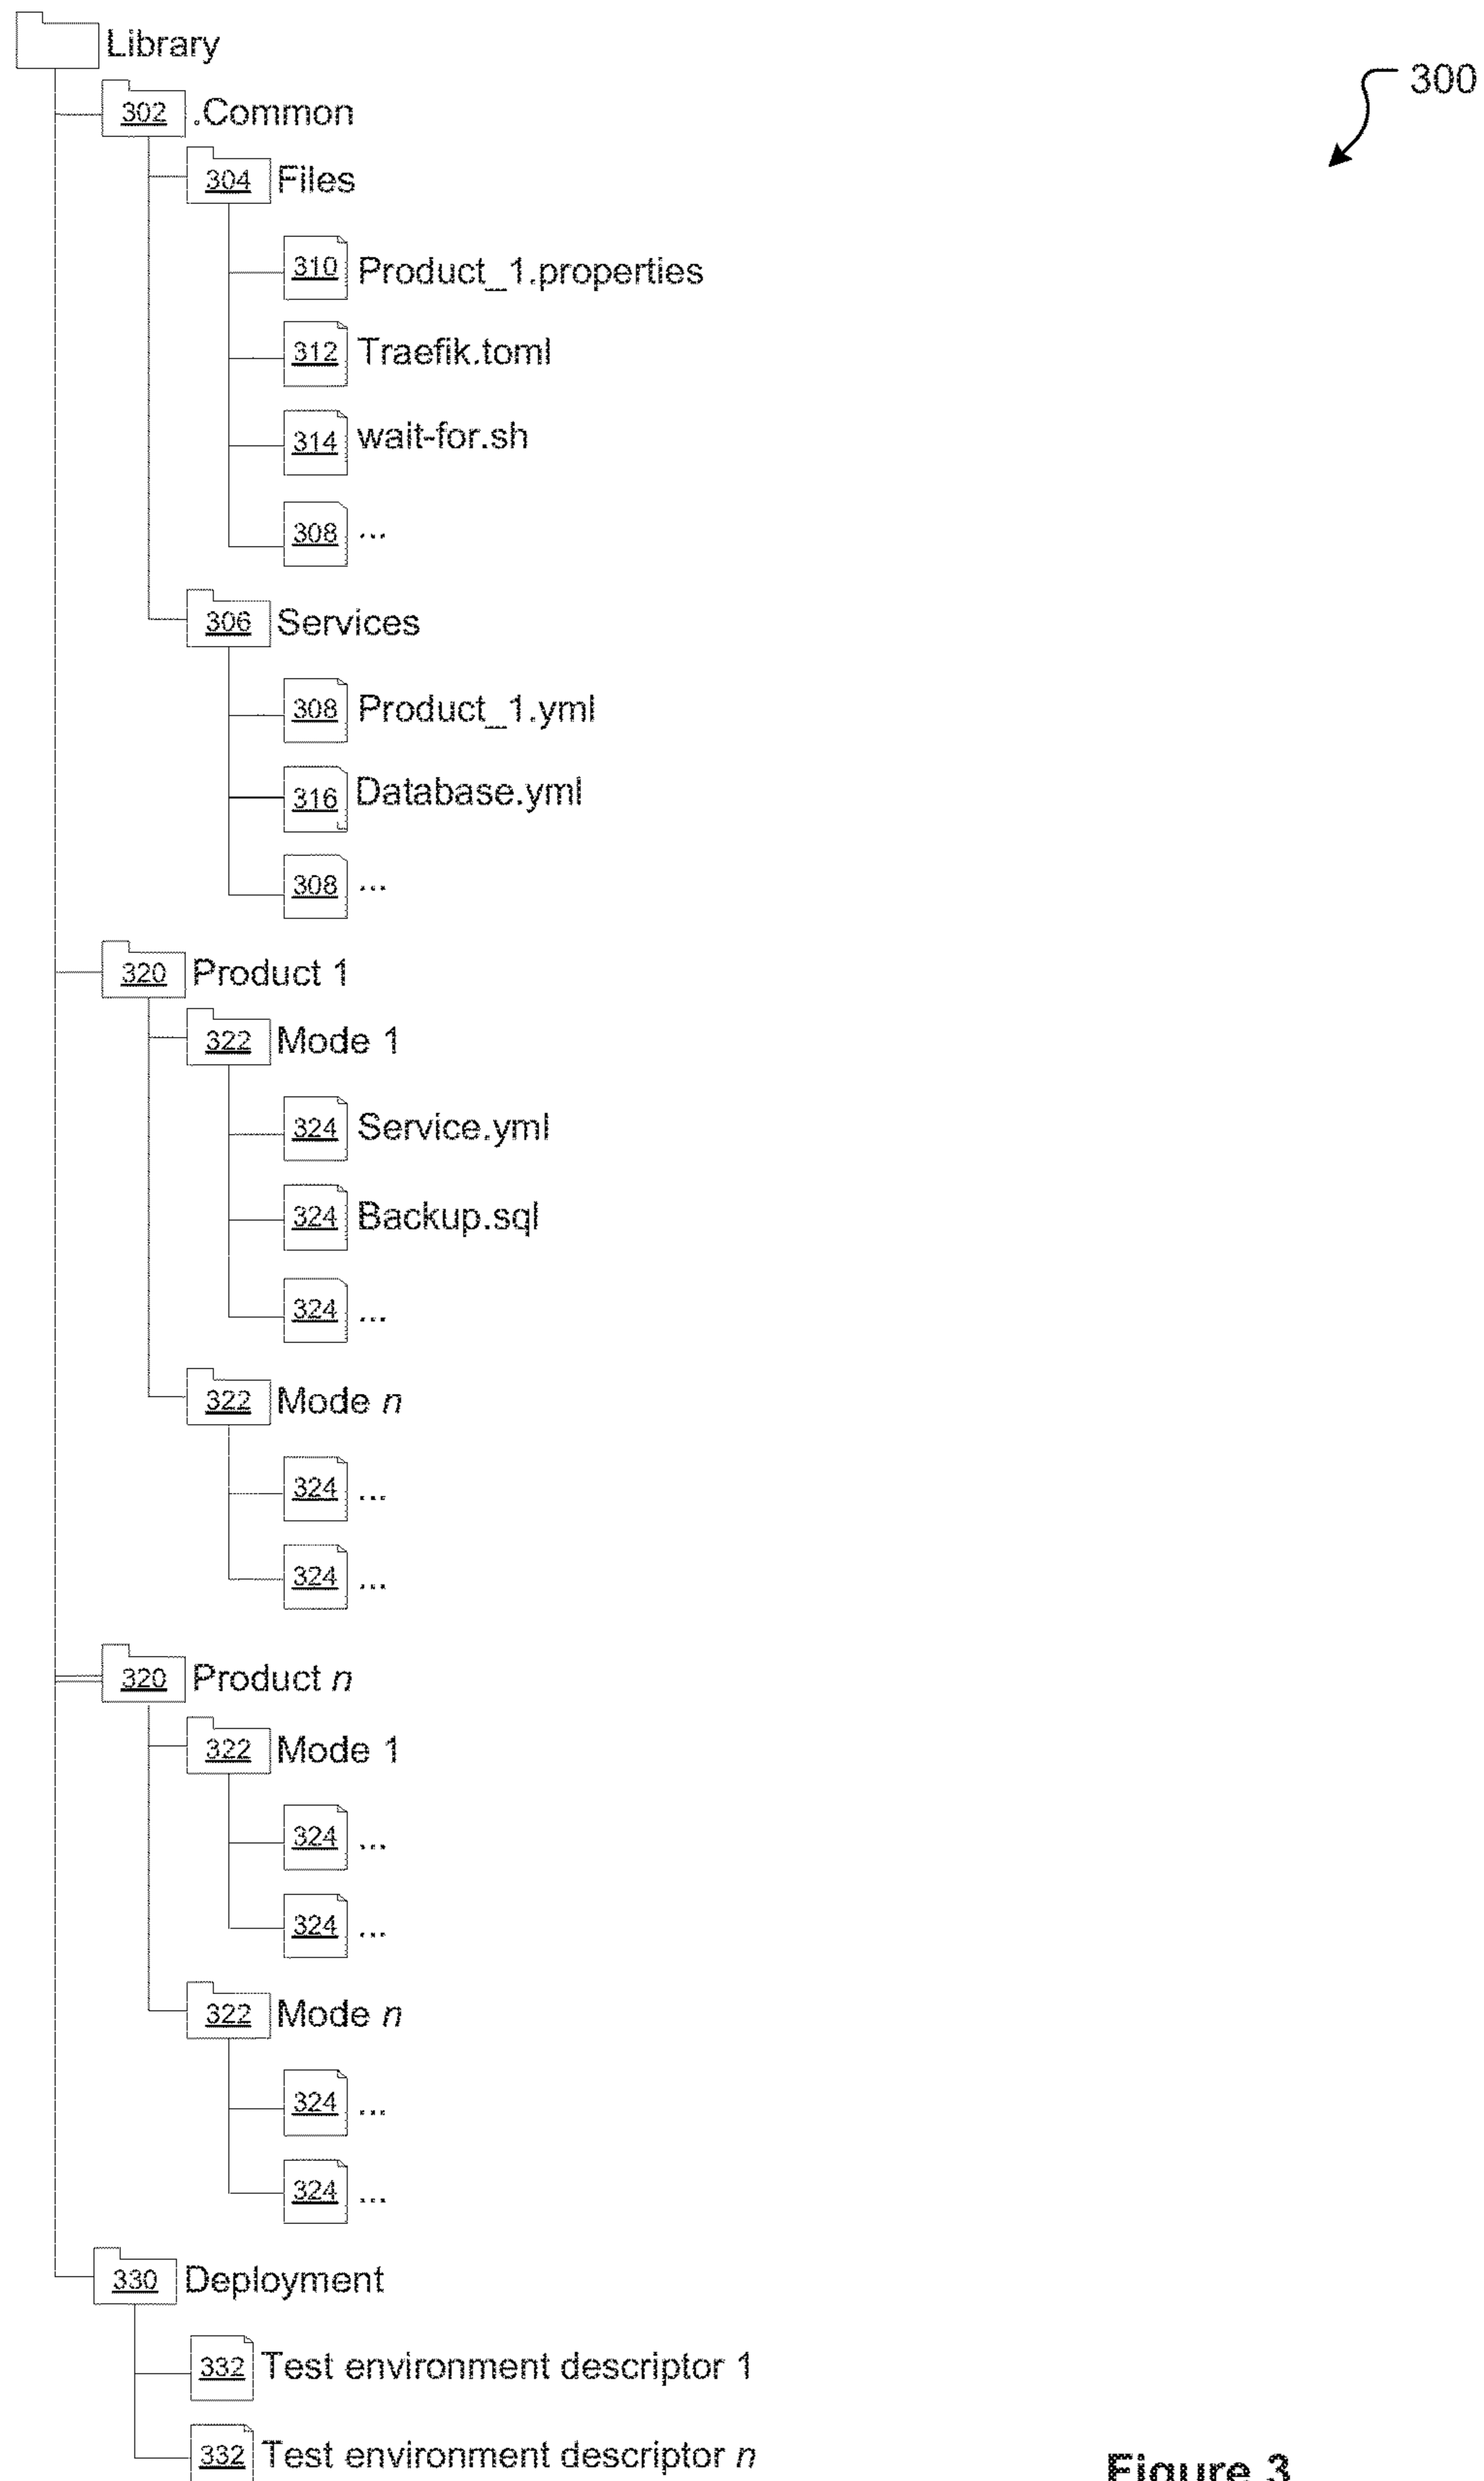 Library
300
302 .Common
304 Files
310 Product_1.properties
312 Traefik.toml
314 wait-for.sh
308 ...
306 Services
308 Product_1.yml
316 Database.yml
308 ...
320 Product 1
322 Mode 1
324 Service.yml
324 Backup.sql
324 ...
322 Mode n
324 ...
324 ...
320 Product n
322 Mode 1
324 ...
324 ...
322 Mode n
324 ...
324 ...
330 Deployment
332 Test environment descriptor 1
332 Test environment descriptor n
Figure 3